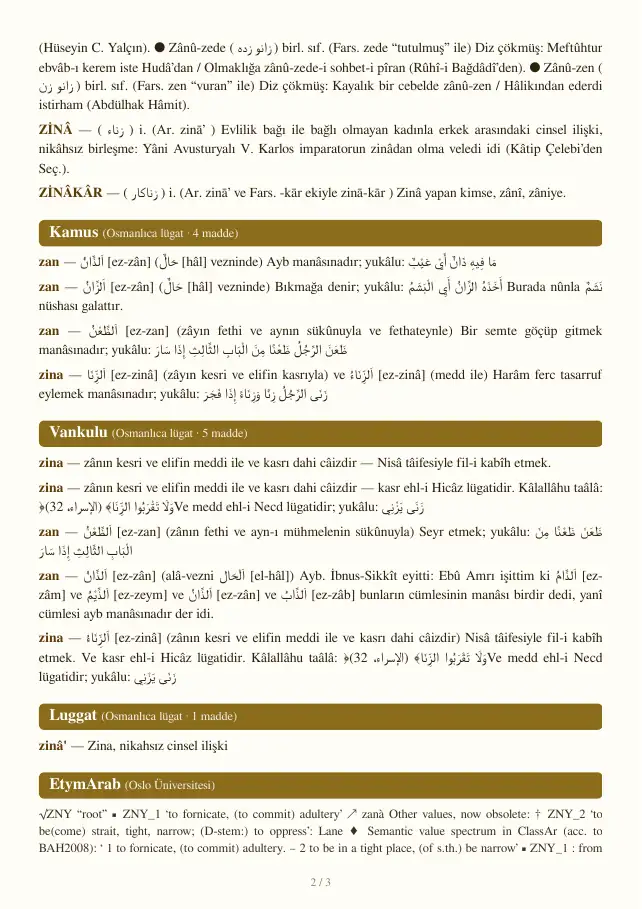 (Hüseyin C. Yalçın). ● Zânû-zede ( زانو زده ) birl. sıf. (Fars. zede “tutulmuş” ile) Diz çökmüş: Meftûhtur
ebvâb-ı kerem iste Hudâ’dan / Olmaklığa zânû-zede-i sohbet-i pîran (Rûhî-i Bağdâdî’den). ● Zânû-zen (
زانو زن ) birl. sıf. (Fars. zen “vuran” ile) Diz çökmüş: Kayalık bir cebelde zânû-zen / Hâlikından ederdi
istirham (Abdülhak Hâmit).
ZİNÂ — ( زناء ) i. (Ar. zinā’ ) Evlilik bağı ile bağlı olmayan kadınla erkek arasındaki cinsel ilişki,
nikâhsız birleşme: Yâni Avusturyalı V. Karlos imparatorun zinâdan olma veledi idi (Kâtip Çelebi’den
Seç.).
ZİNÂKÂR — ( زناكار ) i. (Ar. zinā’ ve Fars. -kār ekiyle zinā-kār ) Zinâ yapan kimse, zânî, zâniye.
Kamus (Osmanlıca lügat · 4 madde)
zan — اَلذَّانُ [ez-zân] (حَالٌ [hâl] vezninde) Ayb manâsınadır; yukâlu: مَا فِيهِ ذَانٌ أَيْ عَيْبٌ
zan — اَلزَّانُ [ez-zân] (حَالٌ [hâl] vezninde) Bıkmağa denir; yukâlu: أَخَذَهُ الزَّانُ أَيِ الْبَشَمُ Burada nûnla نَشَمٌ
nüshası galattır.
zan — اَلظَّعْنُ [ez-zan] (zâyın fethi ve aynın sükûnuyla ve fethateynle) Bir semte göçüp gitmek
manâsınadır; yukâlu: ظَعَنَ الرَّجُلُ ظَعْنًا مِنَ الْبَابِ الثَّالِثِ إِذَا سَارَ
zina — اَلزِّنَا [ez-zinâ] (zâyın kesri ve elifin kasrıyla) ve اَلزِّنَاءُ [ez-zinâ] (medd ile) Harâm ferc tasarruf
eylemek manâsınadır; yukâlu: زَنَى الرَّجُلُ زِنًا وَزِنَاءً إِذَا فَجَرَ
Vankulu (Osmanlıca lügat · 5 madde)
zina — zânın kesri ve elifin meddi ile ve kasrı dahi câizdir — Nisâ tâifesiyle fil-i kabîh etmek.
zina — zânın kesri ve elifin meddi ile ve kasrı dahi câizdir — kasr ehl-i Hicâz lügatidir. Kâlallâhu taâlâ:
﴿وَلَا تَقْرَبُوا الزِّنَا﴾ (الإسراء، 32)Ve medd ehl-i Necd lügatidir; yukâlu: زَنَى يَزْنِي
zan — اَلظَّعْنُ [ez-zan] (zânın fethi ve ayn-ı mühmelenin sükûnuyla) Seyr etmek; yukâlu: ظَعَنَ ظَعْنًا مِنَ
الْبَابِ الثَّالِثِ إِذَا سَارَ
zan — اَلذَّانُ [ez-zân] (alâ-vezni اَلْحَالِ [el-hâl]) Ayb. İbnus-Sikkît eyitti: Ebû Amrı işittim ki اَلذَّامُ [ez-
zâm] ve اَلذَّيْمُ [ez-zeym] ve اَلذَّانُ [ez-zân] ve اَلذَّابُ [ez-zâb] bunların cümlesinin manâsı birdir dedi, yanî
cümlesi ayb manâsınadır der idi.
zina — اَلزِّنَاءُ [ez-zinâ] (zânın kesri ve elifin meddi ile ve kasrı dahi câizdir) Nisâ tâifesiyle fil-i kabîh
etmek. Ve kasr ehl-i Hicâz lügatidir. Kâlallâhu taâlâ: ﴿وَلَا تَقْرَبُوا الزِّنَا﴾ (الإسراء، 32)Ve medd ehl-i Necd
lügatidir; yukâlu: زَنَى يَزْنِي
Luggat (Osmanlıca lügat · 1 madde)
zinâ' — Zina, nikahsız cinsel ilişki
EtymArab (Oslo Üniversitesi)
√ZNY “root” ▪ ZNY_1 ‘to fornicate, (to commit) adultery’ ↗ zanà Other values, now obsolete: † ZNY_2 ‘to
be(come) strait, tight, narrow; (D-stem:) to oppress’: Lane ♦ Semantic value spectrum in ClassAr (acc. to
BAH2008): ‘ 1 to fornicate, (to commit) adultery. – 2 to be in a tight place, (of s.th.) be narrow’ ▪ ZNY_1 : from
2 / 3